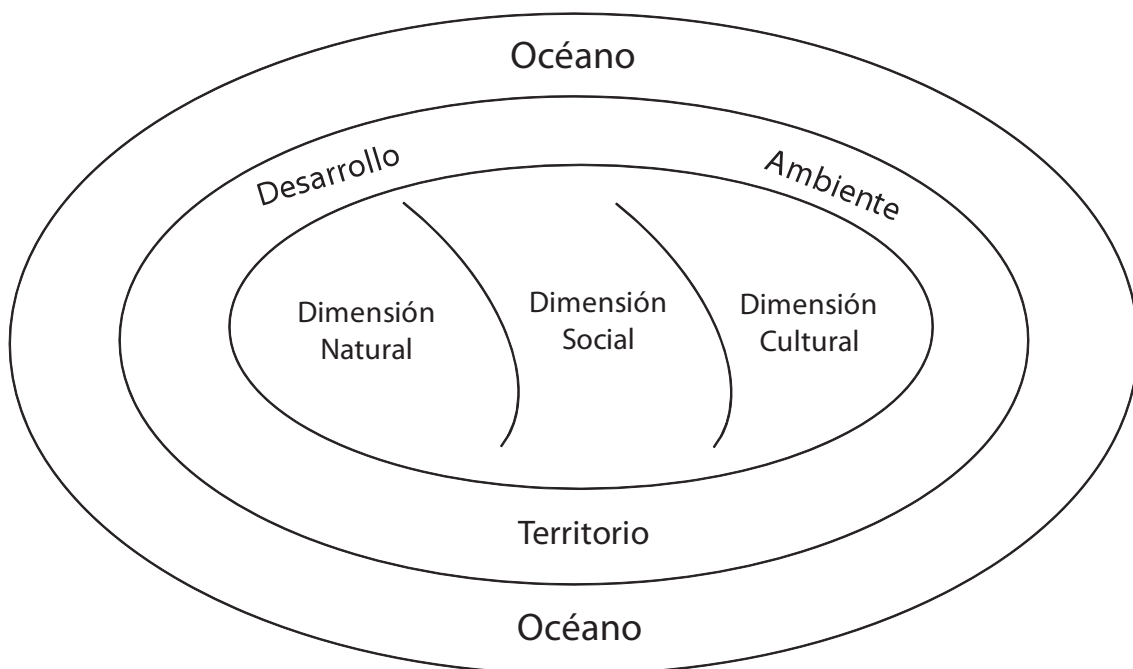 Océano
Desarrollo
Ambiente
Dimensión
Natural
Dimensión
Social
Dimensión
Cultural
Territorio
Océano